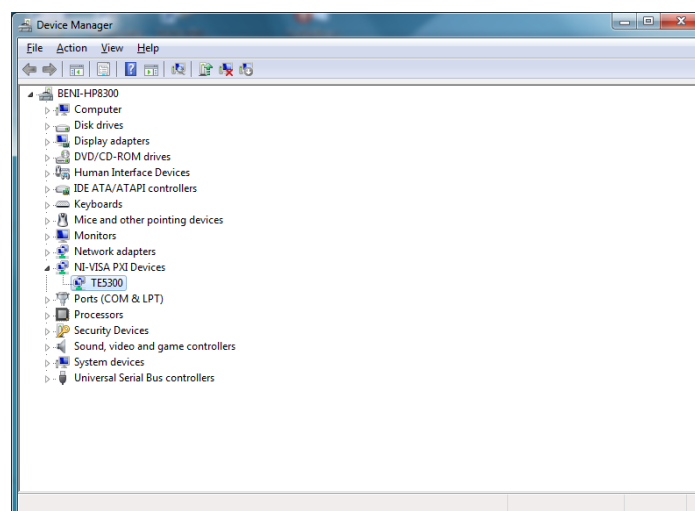 Device Manager
File Action View Help
BENI-HP8300
Computer
Disk drives
Display adapters
DVD/CD-ROM drives
Human Interface Devices
IDE ATA/ATAPI controllers
Keyboards
Mice and other pointing devices
Monitors
Network adapters
NI-VISA PXI Devices
TE5300
Ports (COM & LPT)
Processors
Security Devices
Sound, video and game controllers
System devices
Universal Serial Bus controllers